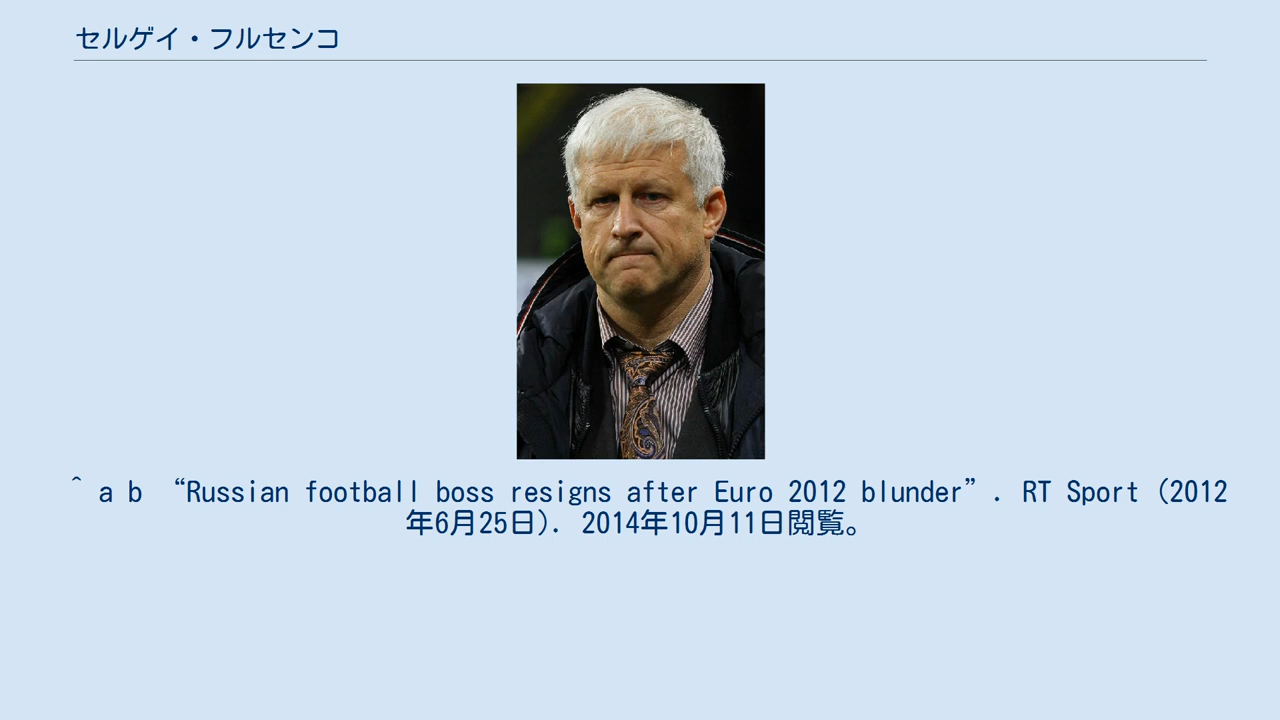 セルゲイ・フルセンコ
^ a b “Russian football boss resigns after Euro 2012 blunder”. RT Sport (2012
年6月25日). 2014年10月11日閲覧。